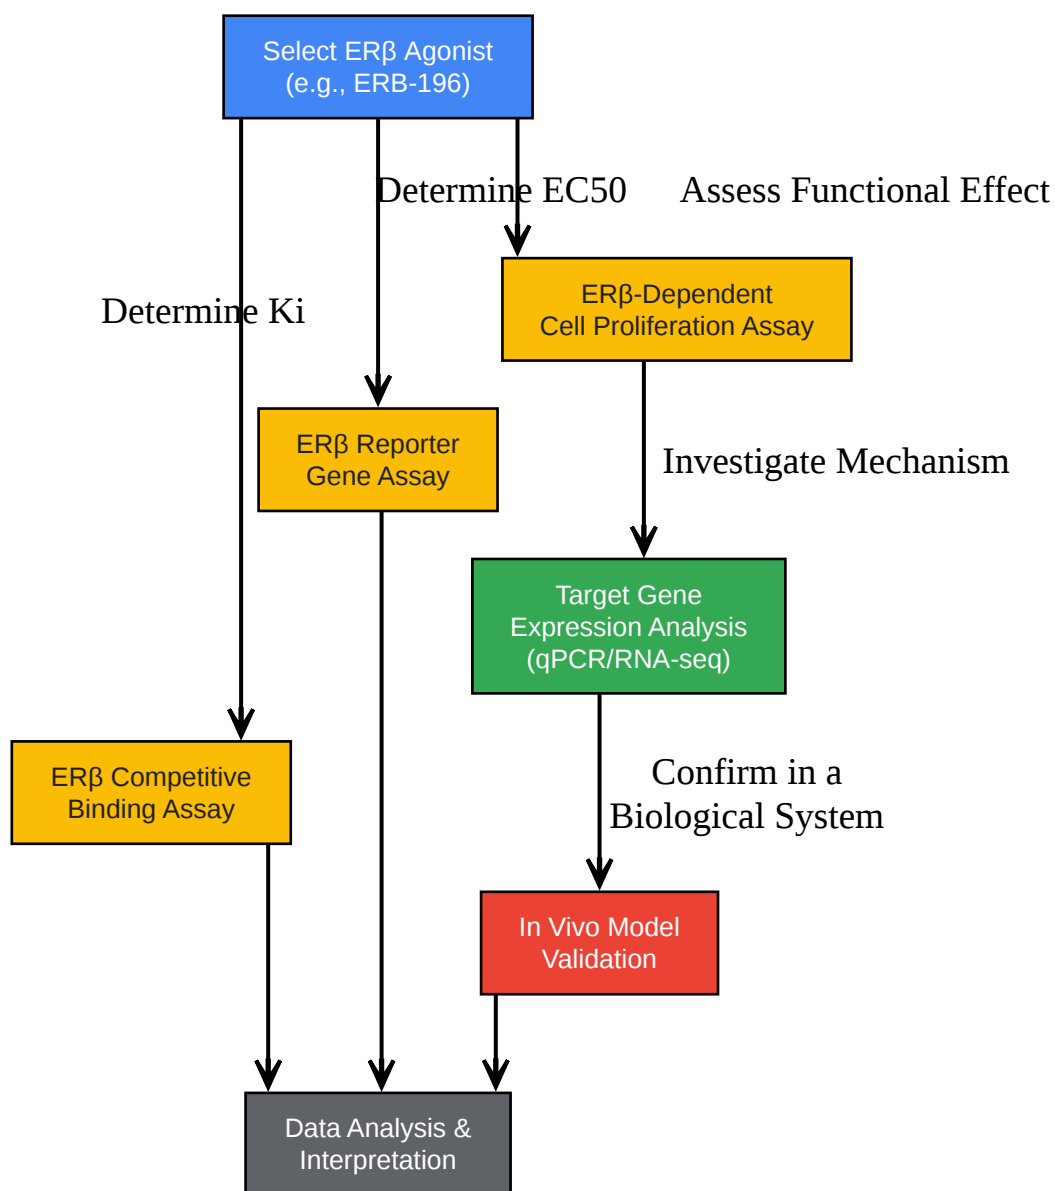 Select ERβ Agonist
(e.g., ERB-196)
Determine EC50
Assess Functional Effect
Determine Ki
ERβ-Dependent
Cell Proliferation Assay
ERβ Reporter
Gene Assay
Investigate Mechanism
Target Gene
Expression Analysis
(qPCR/RNA-seq)
ERβ Competitive
Binding Assay
Confirm in a
Biological System
In Vivo Model
Validation
Data Analysis &
Interpretation